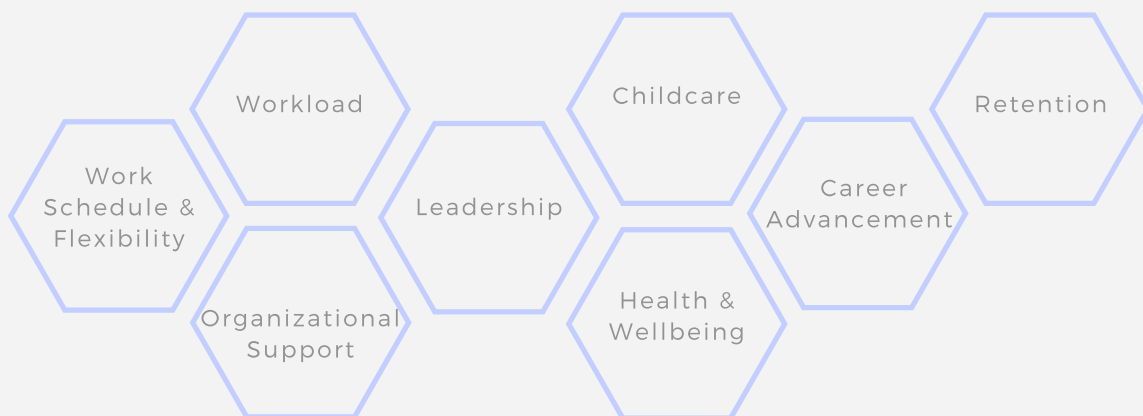 Workload
Childcare
Retention
Work
Schedule &
Flexibility
Leadership
Career
Advancement
Organizational
Support
Health &
Wellbeing